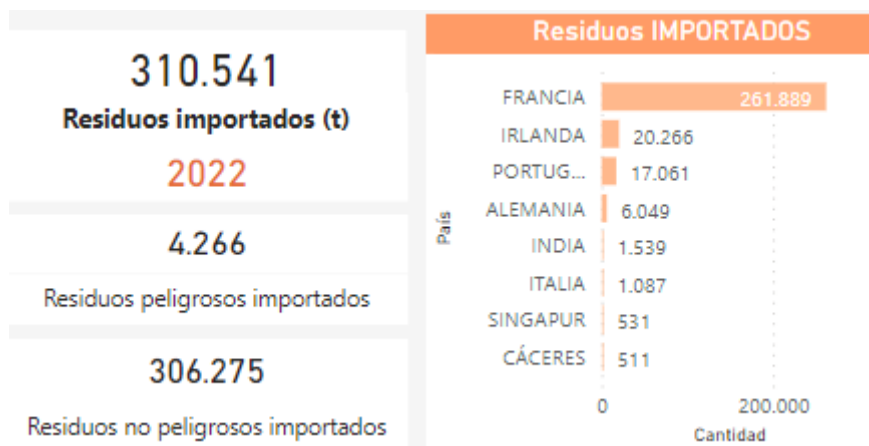 310.541
Residuos importados (t)
2022
4.266
Residuos peligrosos importados
306.275
Residuos no peligrosos importados
Residuos IMPORTADOS
País
FRANCIA 261.889
IRLANDA 20.266
PORTUG... 17.061
ALEMANIA 6.049
INDIA 1.539
ITALIA 1.087
SINGAPUR 531
CÁCERES 511
0 200.000
Cantidad